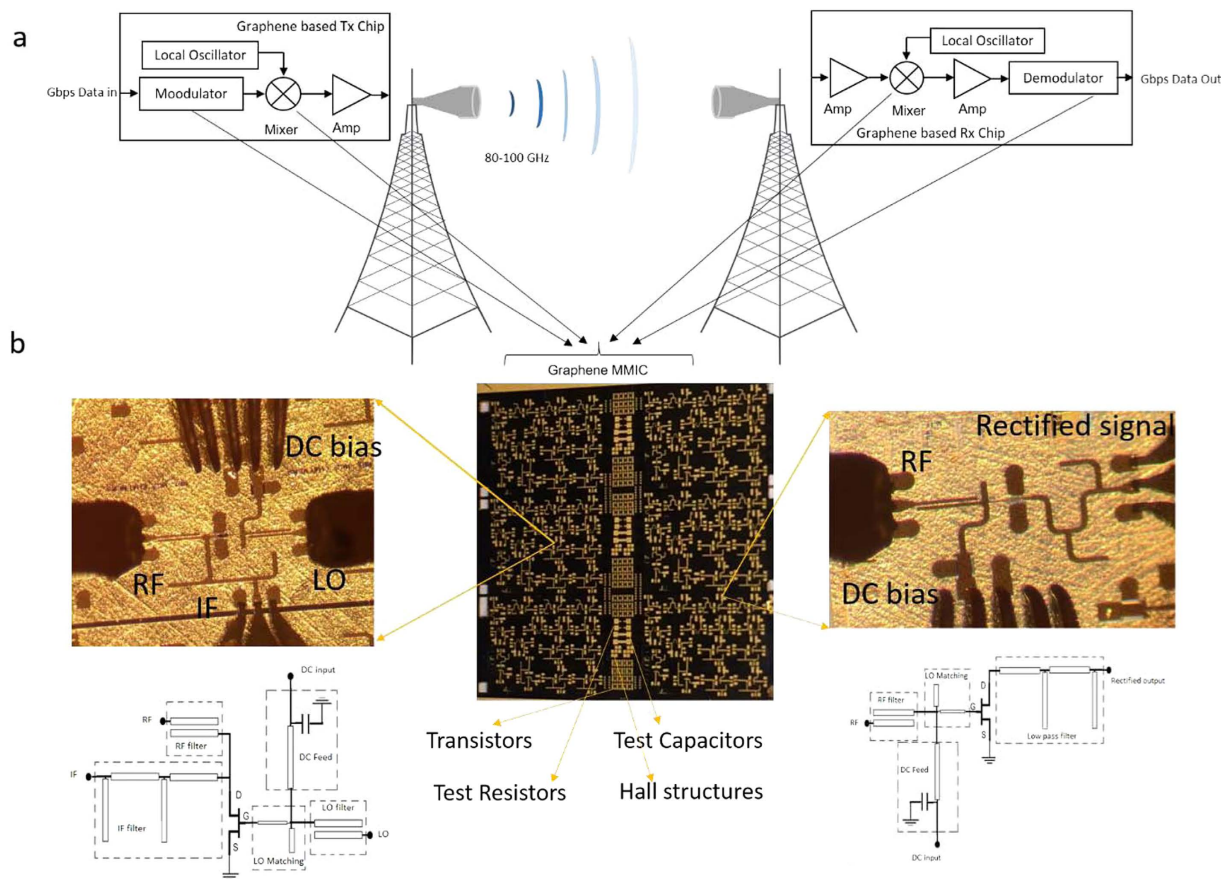 a
Graphene based Tx Chip
Local Oscillator
Gbps Data in
Moodulator
Mixer
Amp
80-100 GHz
Local Oscillator
Amp
Mixer
Amp
Demodulator
Gbps Data Out
Graphene based Rx Chip
b
Graphene MMIC
DC bias
RF
IF
LO
Rectified signal
RF
DC bias
Transistors
Test Capacitors
Test Resistors
Hall structures
DC input
RF
RF filter
DC Feed
IF
IF filter
D
G
S
LO filter
LO
LO Matching
LO Matching
RF filter
RF
D
G
S
Rectified output
Low pass filter
DC Feed
DC input